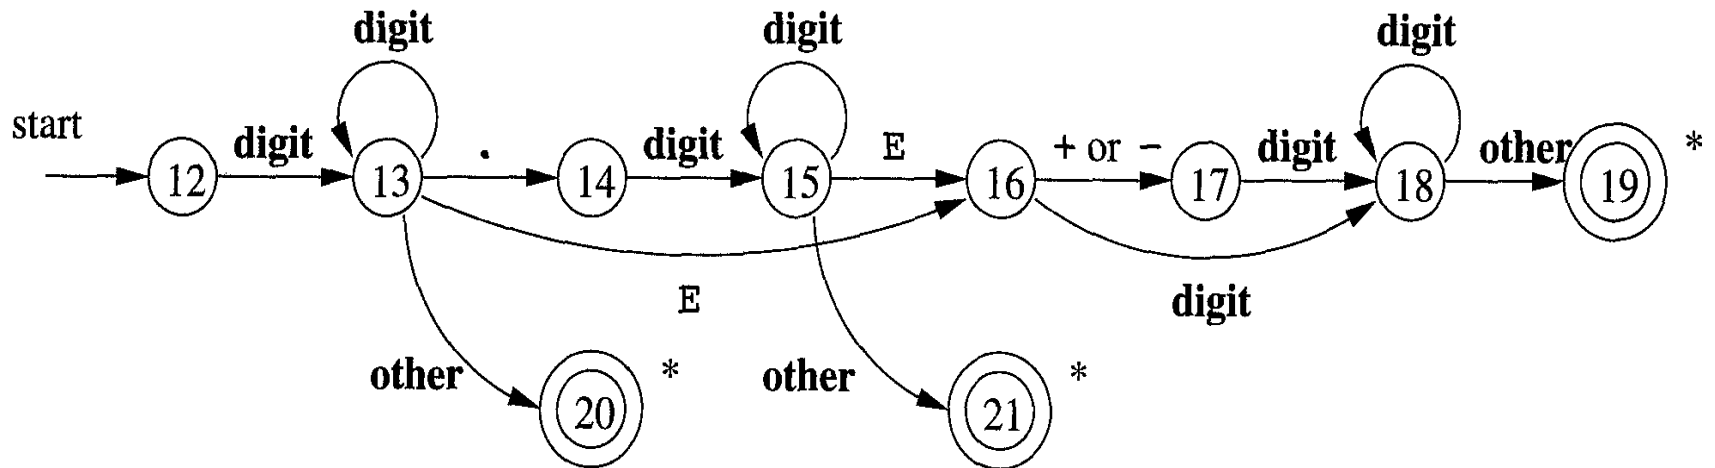 digit digit digit
start digit . digit E + or - digit other *
12 13 14 15 16 17 18 19
E digit
other * other *
20 21